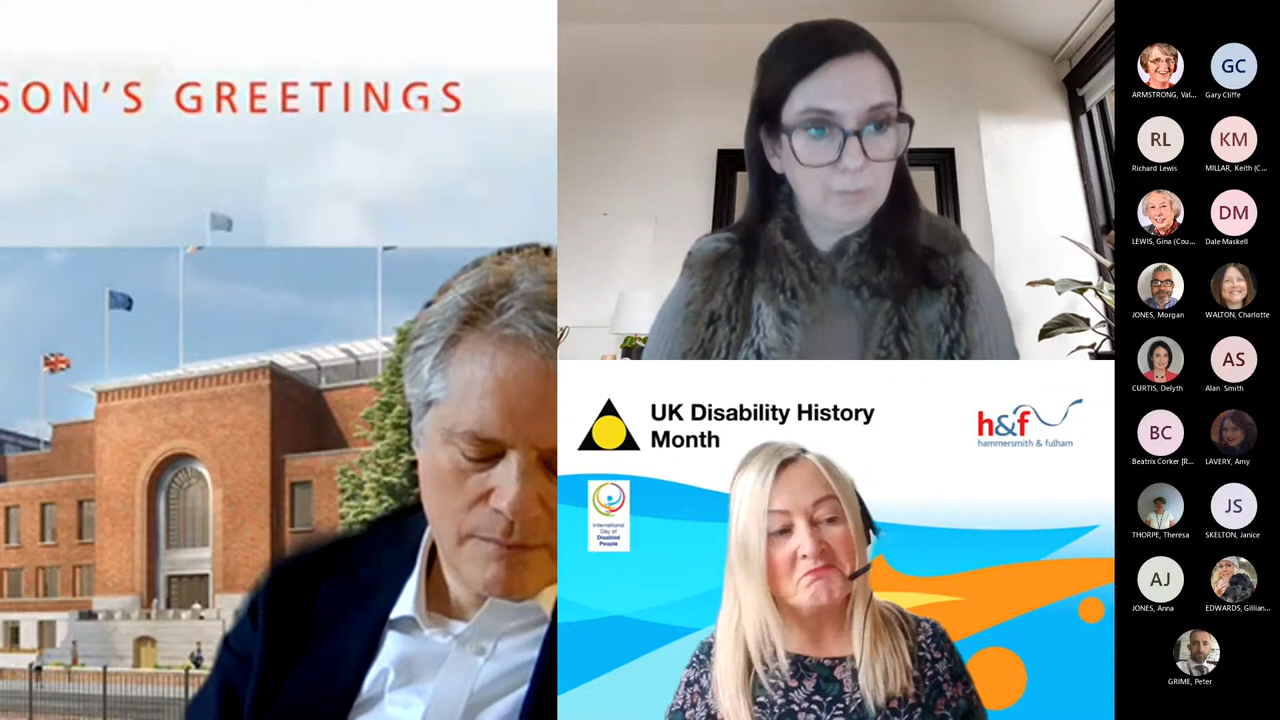 SON'S GREETINGS
UK Disability History
Month
h&f
hammersmith & fulham
International
Day of
Disabled
People
GC
ARMSTRONG, Val...
Gary Cliffe
RL
KM
Richard Lewis
MILLAR, Keith (C...
DM
LEWIS, Gina (Cou...
Dale Maskell
JONES, Morgan
WALTON, Charlotte
AS
CURTIS, Delyth
Alan Smith
BC
Beatrix Corker [R...
LAVERY, Amy
JS
THORPE, Theresa
SKELTON, Janice
AJ
JONES, Anna
EDWARDS, Gillian...
GRIME, Peter